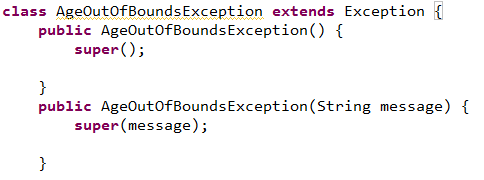 class AgeOutOfBoundsException extends Exception {
    public AgeOutOfBoundsException() {
        super();
    }
    public AgeOutOfBoundsException(String message) {
        super(message);
    }